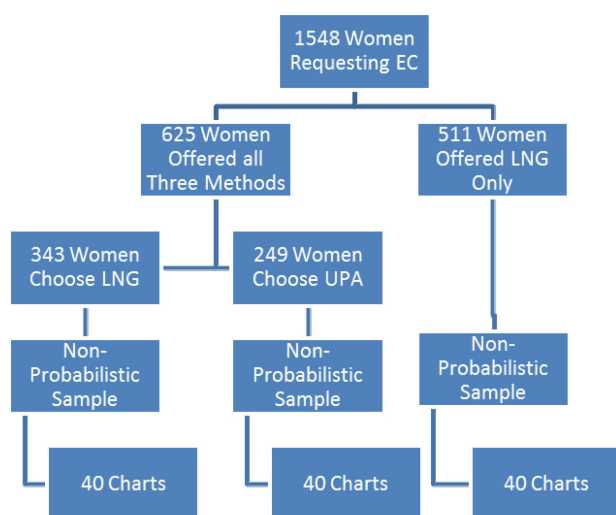 1548 Women
Requesting EC
625 Women
Offered all
Three Methods
511 Women
Offered LNG
Only
343 Women
Choose LNG
249 Women
Choose UPA
Non-
Probabilistic
Sample
Non-
Probabilistic
Sample
Non-
Probabilistic
Sample
40 Charts
40 Charts
40 Charts